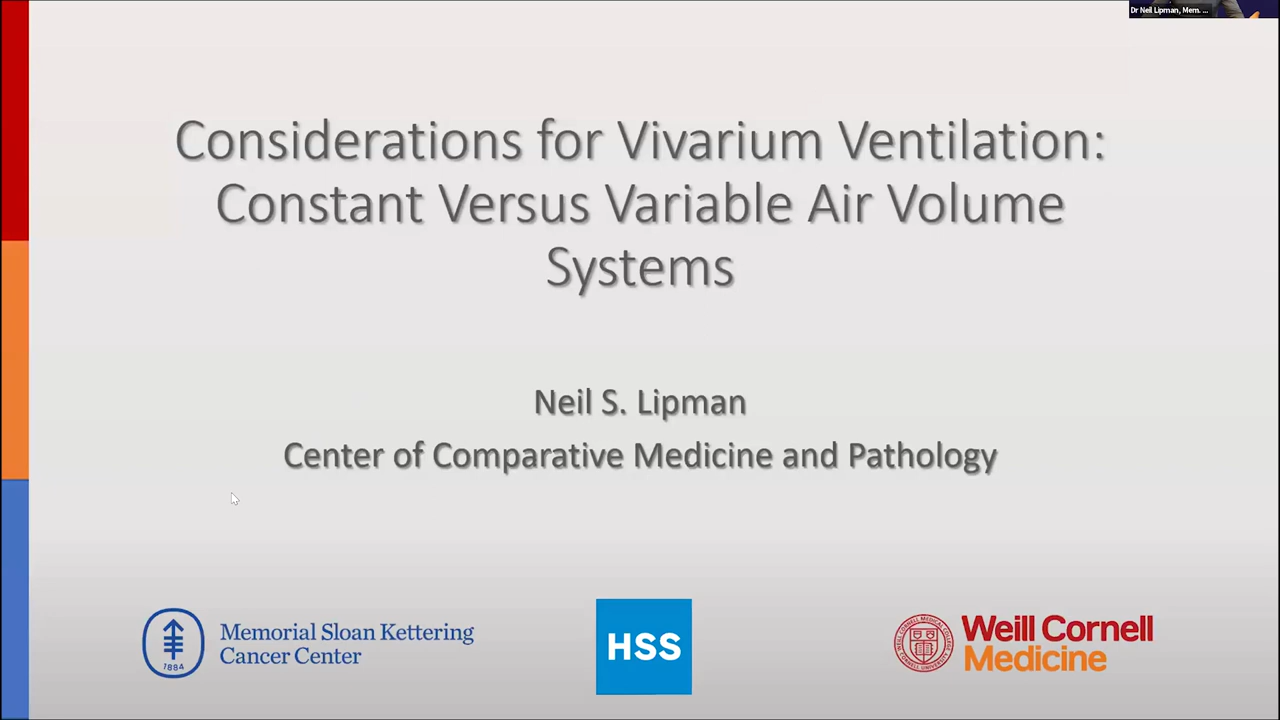 Dr Neil Lipman, Mem. ...
Considerations for Vivarium Ventilation:
Constant Versus Variable Air Volume
Systems
Neil S. Lipman
Center of Comparative Medicine and Pathology
1884
Memorial Sloan Kettering
Cancer Center
HSS
Weill Cornell
Medicine